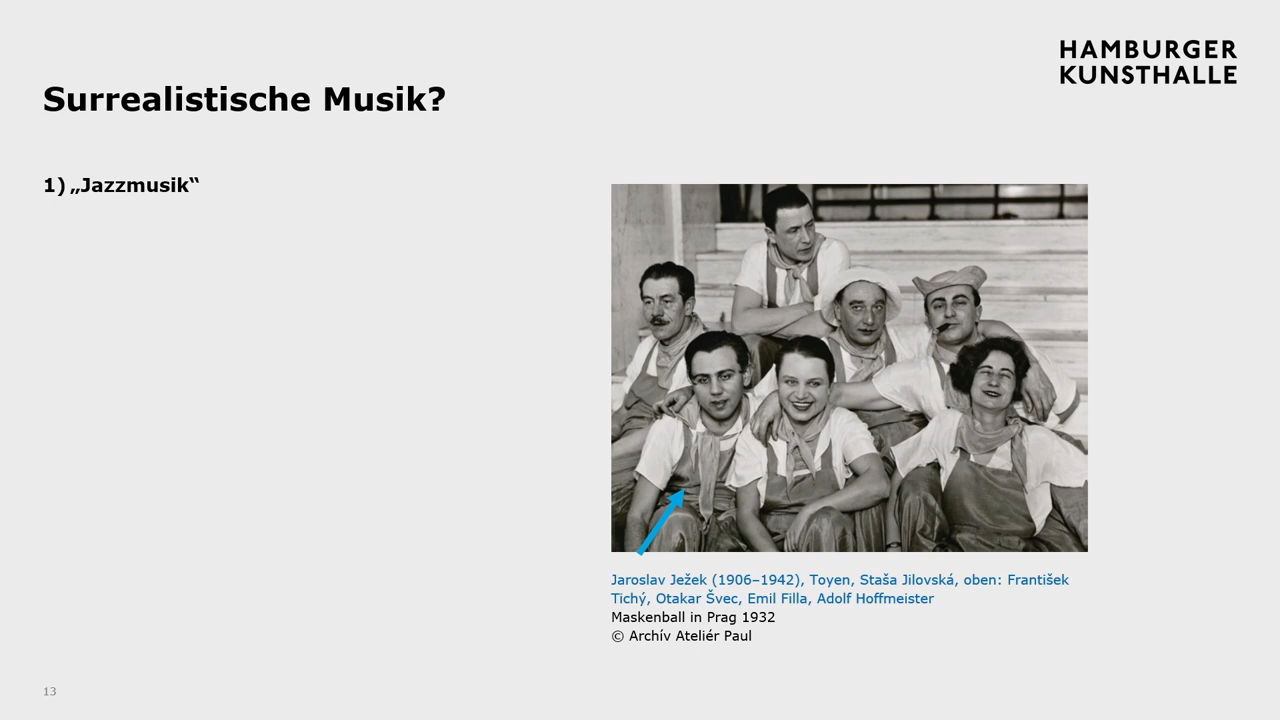 HAMBURGER
KUNSTHALLE
Surrealistische Musik?
1) „Jazzmusik“
Jaroslav Ježek (1906–1942), Toyen, Staša Jilovská, oben: František
Tichý, Otakar Švec, Emil Filla, Adolf Hoffmeister
Maskenball in Prag 1932
© Archív Ateliér Paul
13